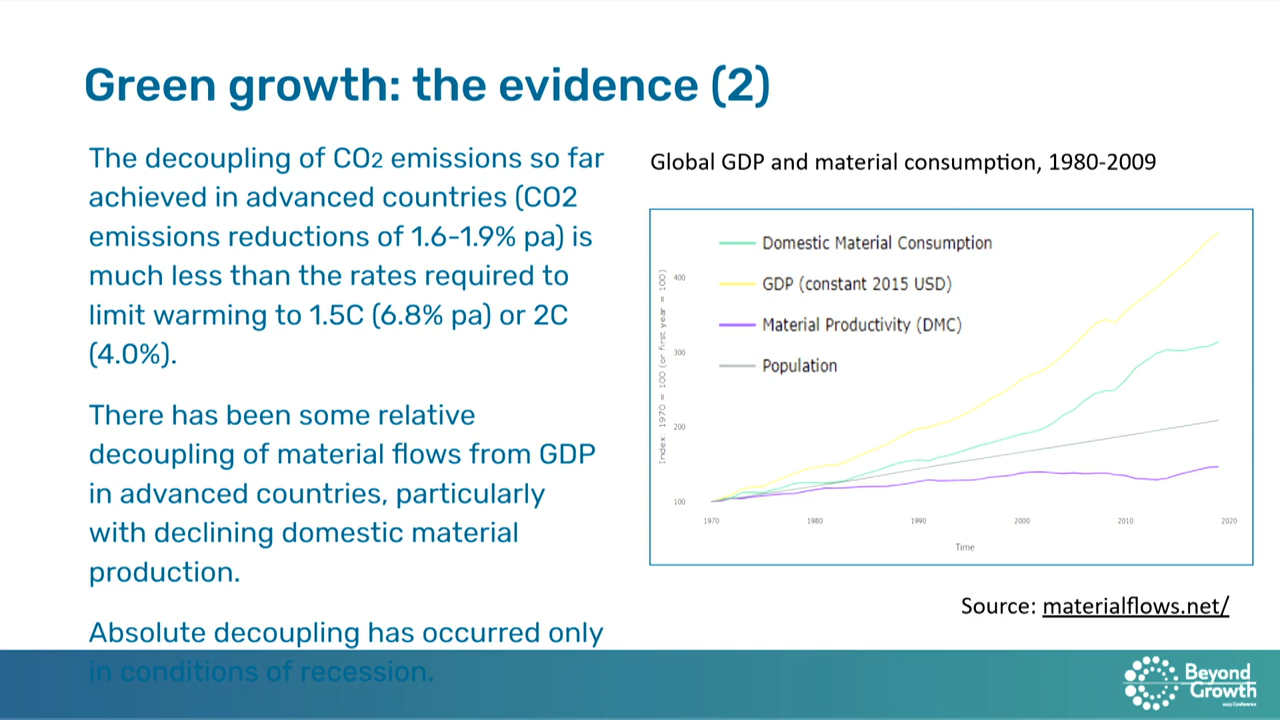 Green growth: the evidence (2)
The decoupling of CO2 emissions so far
achieved in advanced countries (CO2
emissions reductions of 1.6-1.9% pa) is
much less than the rates required to
limit warming to 1.5C (6.8% pa) or 2C
(4.0%).
There has been some relative
decoupling of material flows from GDP
in advanced countries, particularly
with declining domestic material
production.
Absolute decoupling has occurred only
in conditions of recession.
Global GDP and material consumption, 1980-2009
Domestic Material Consumption
GDP (constant 2015 USD)
Material Productivity (DMC)
Population
Index: 1970 = 100 (or first year = 100)
400
300
200
100
1970
1980
1990
2000
2010
2020
Time
Source: materialflows.net/
Beyond
Growth
2023 Conference